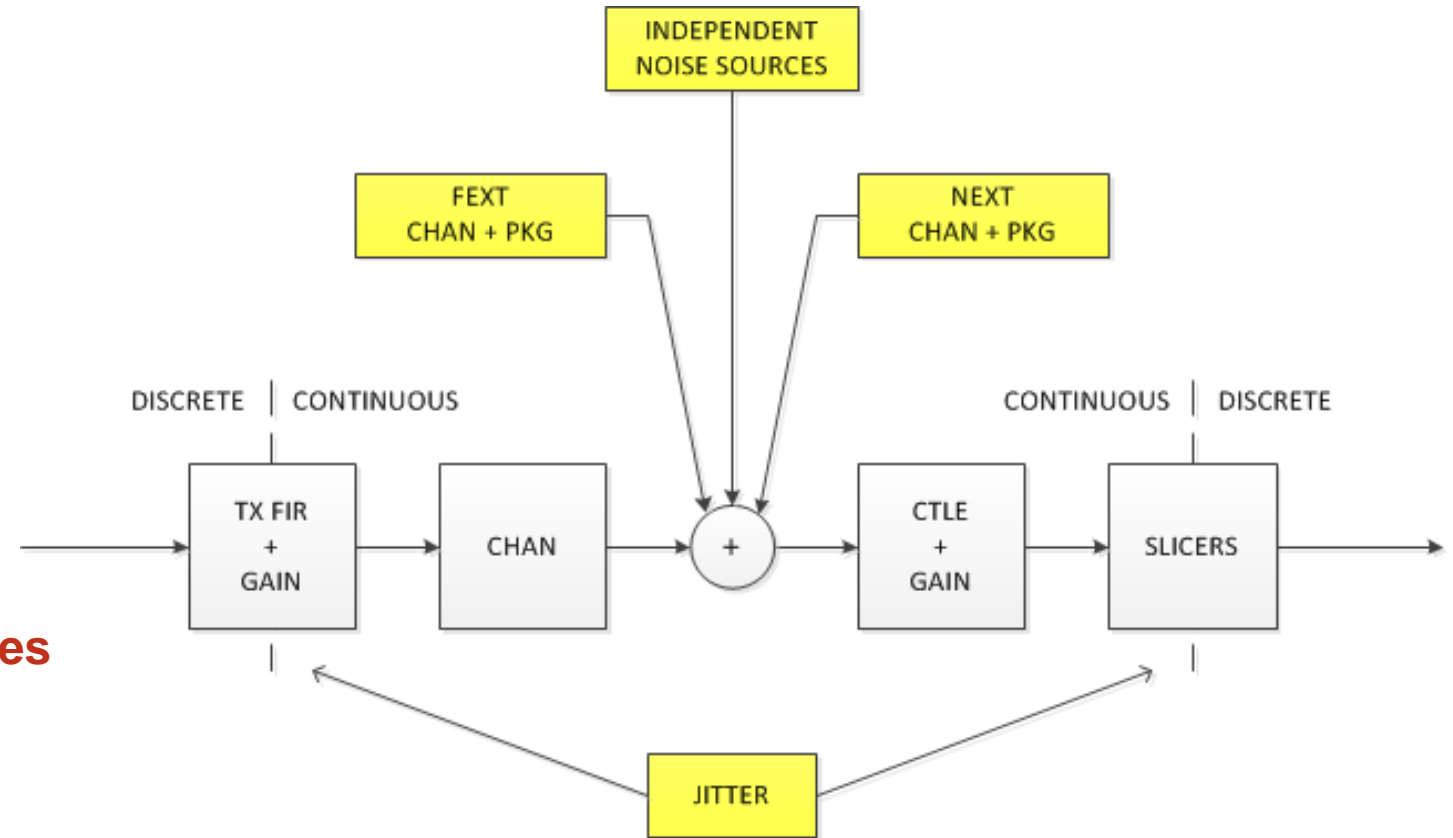 INDEPENDENT
NOISE SOURCES
FEXT
CHAN + PKG
NEXT
CHAN + PKG
DISCRETE
CONTINUOUS
CONTINUOUS
DISCRETE
TX FIR
+
GAIN
CHAN
+
CTLE
+
GAIN
SLICERS
es
JITTER